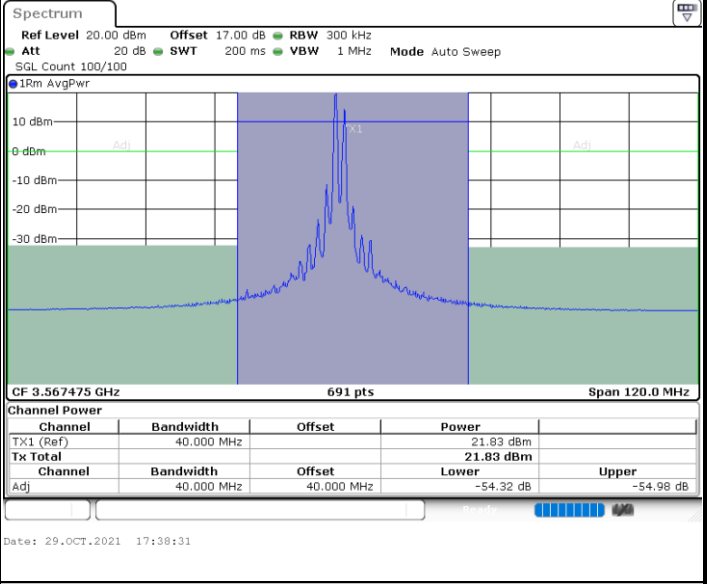 Spectrum
Ref Level 20.00 dBm Offset 17.00 dB RBW 300 kHz
Att 20 dB SWT 200 ms VBW 1 MHz Mode Auto Sweep
SGL Count 100/100
1Rm AvgPwr
10 dBm
TX1
Adj
Adj
0 dBm
-10 dBm
-20 dBm
-30 dBm
CF 3.567475 GHz 691 pts Span 120.0 MHz
Channel Power
Channel Bandwidth Offset Power
TX1 (Ref) 40.000 MHz 21.83 dBm
Tx Total 21.83 dBm
Channel Bandwidth Offset Lower Upper
Adj 40.000 MHz 40.000 MHz -54.32 dB -54.98 dB
Ready
Date: 29.OCT.2021 17:38:31